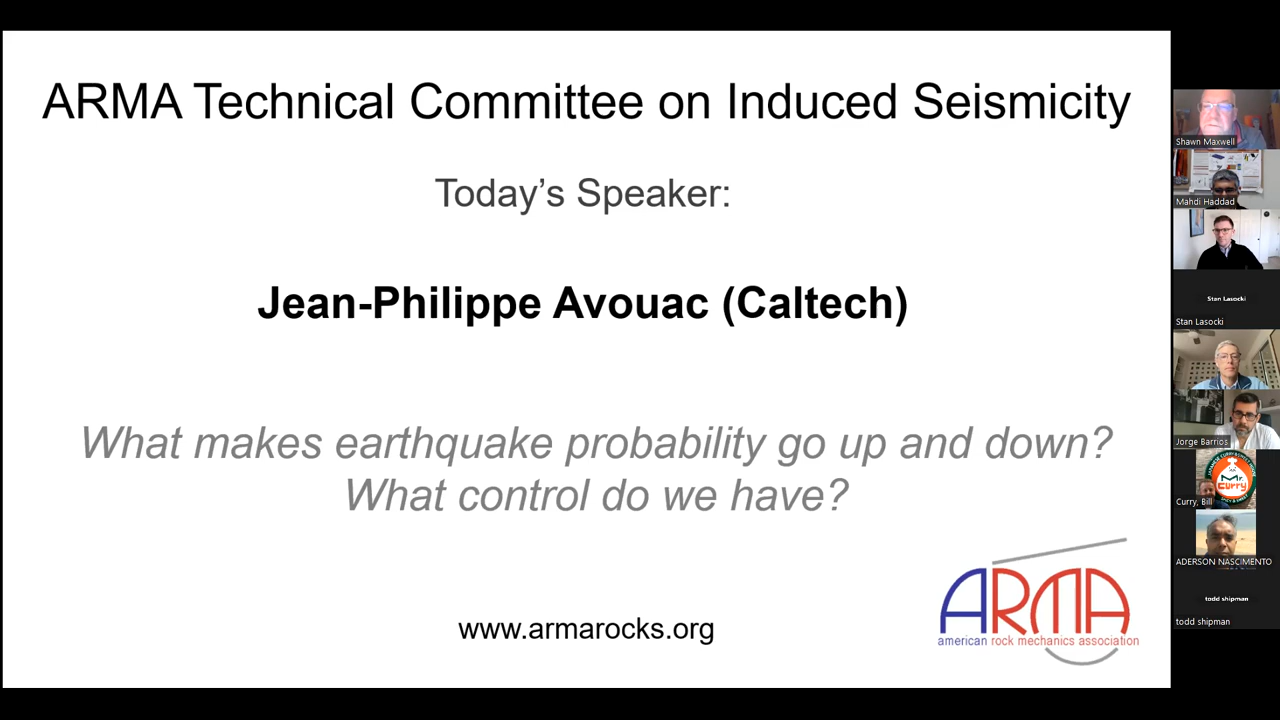 ARMA Technical Committee on Induced Seismicity
Today's Speaker:
Jean-Philippe Avouac (Caltech)
What makes earthquake probability go up and down?
What control do we have?
www.armarocks.org
ARMA
american rock mechanics association
Shawn Maxwell
Mahdi Haddad
Stan Lasocki
Stan Lasocki
Jorge Barrios
Mr.
Curry
Curry, Bill
ADERSON NASCIMENTO
todd shipman
todd shipman